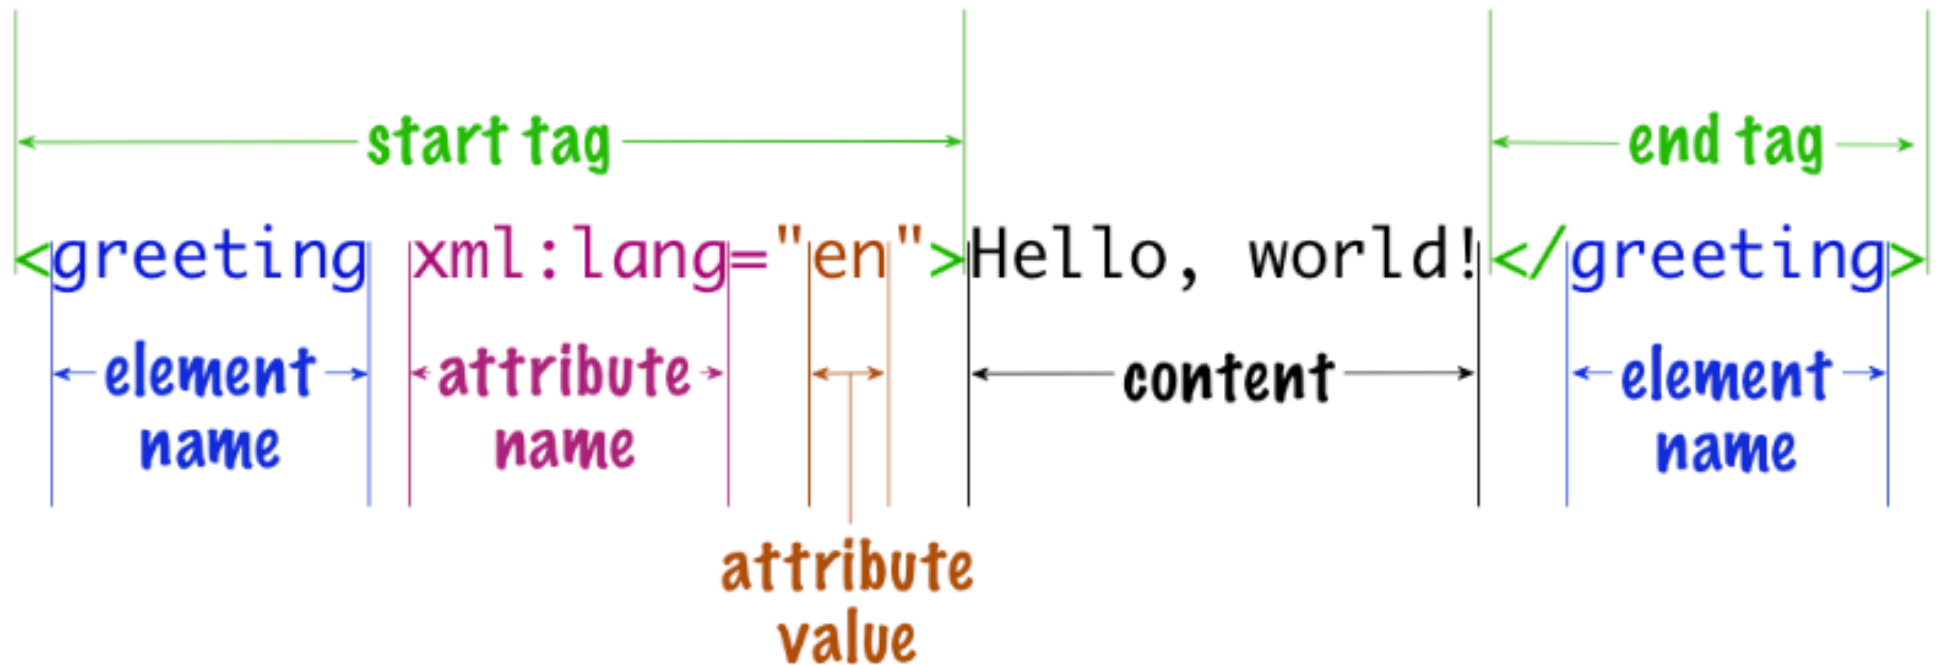 start tag end tag
<greeting xml:lang="en">Hello, world!</greeting>
element attribute content element
name name name
attribute
value